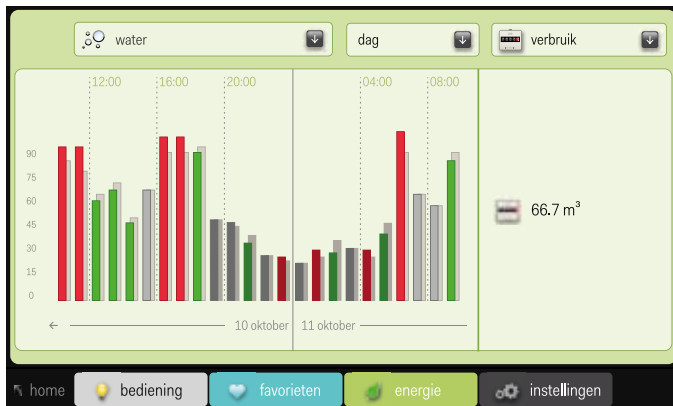 water
dag
verbruik
12:00 16:00 20:00 04:00 08:00
90
75
60
45
30
15
0
66.7 m³
← 10 oktober 11 oktober
home bediening favorieten energie instellingen